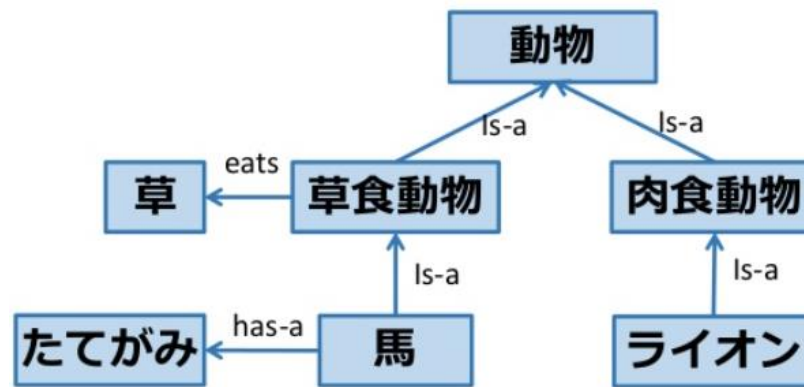 動物
Is-a
Is-a
eats
草
草食動物
肉食動物
Is-a
Is-a
has-a
たてがみ
馬
ライオン